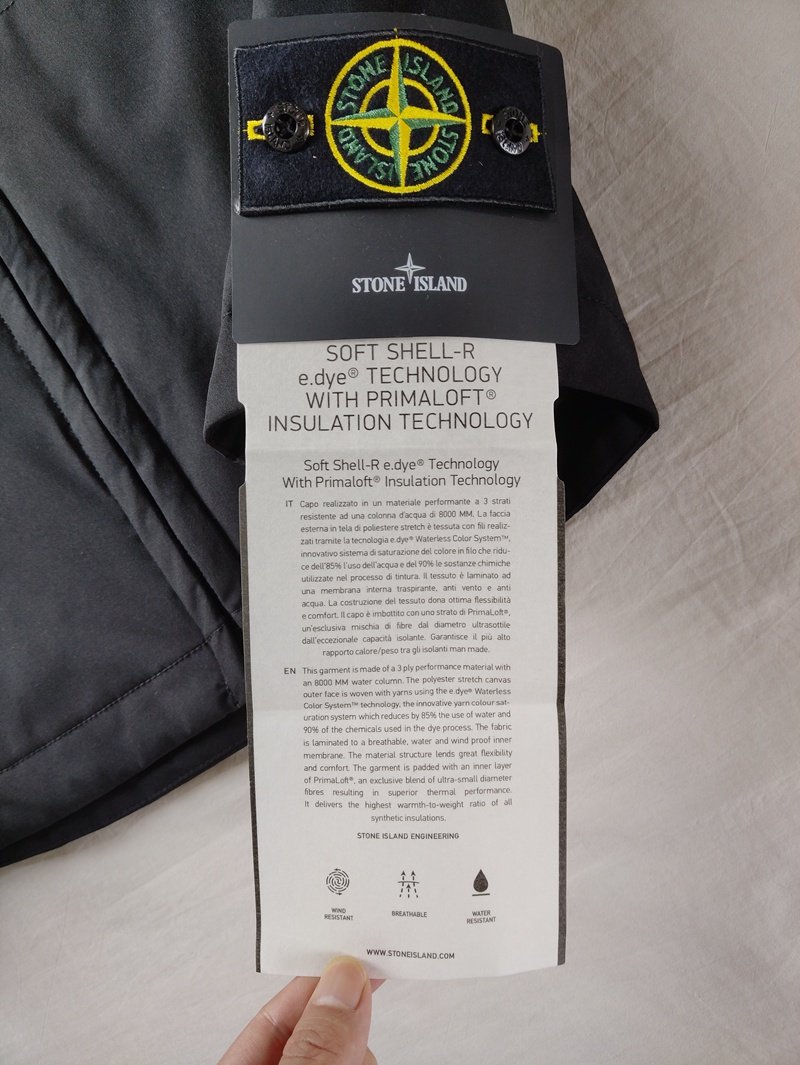 STONE ISLAND
STONE ISLAND
STONE ISLAND
SOFT SHELL-R
e.dye® TECHNOLOGY
WITH PRIMALOFT®
INSULATION TECHNOLOGY
Soft Shell-R e.dye® Technology
With Primaloft® Insulation Technology
IT Capo realizzato in un materiale performante a 3 strati
resistente ad una colonna d'acqua di 8000 MM. La faccia
esterna in tela di poliestere stretch è tessuta con fili realiz-
zati tramite la tecnologia e.dye® Waterless Color System™,
innovativo sistema di saturazione del colore in filo che ridu-
ce dell'85% l'uso dell'acqua e del 90% le sostanze chimiche
utilizzate nel processo di tintura. Il tessuto è laminato ad
una membrana interna traspirante, anti vento e anti
acqua. La costruzione del tessuto dona ottima flessibilità
e comfort. Il capo è imbottito con uno strato di PrimaLoft®,
un'esclusiva mischia di fibre dal diametro ultrasottile
dall'eccezionale capacità isolante. Garantisce il più alto
rapporto calore/peso tra gli isolanti man made.
EN This garment is made of a 3 ply performance material with
an 8000 MM water column. The polyester stretch canvas
outer face is woven with yarns using the e.dye® Waterless
Color System™ technology, the innovative yarn colour sat-
uration system which reduces by 85% the use of water and
90% of the chemicals used in the dye process. The fabric
is laminated to a breathable, water and wind proof inner
membrane. The material structure lends great flexibility
and comfort. The garment is padded with an inner layer
of PrimaLoft®, an exclusive blend of ultra-small diameter
fibres resulting in superior thermal performance.
It delivers the highest warmth-to-weight ratio of all
synthetic insulations.
STONE ISLAND ENGINEERING
WIND
RESISTANT
BREATHABLE
WATER
RESISTANT
WWW.STONEISLAND.COM